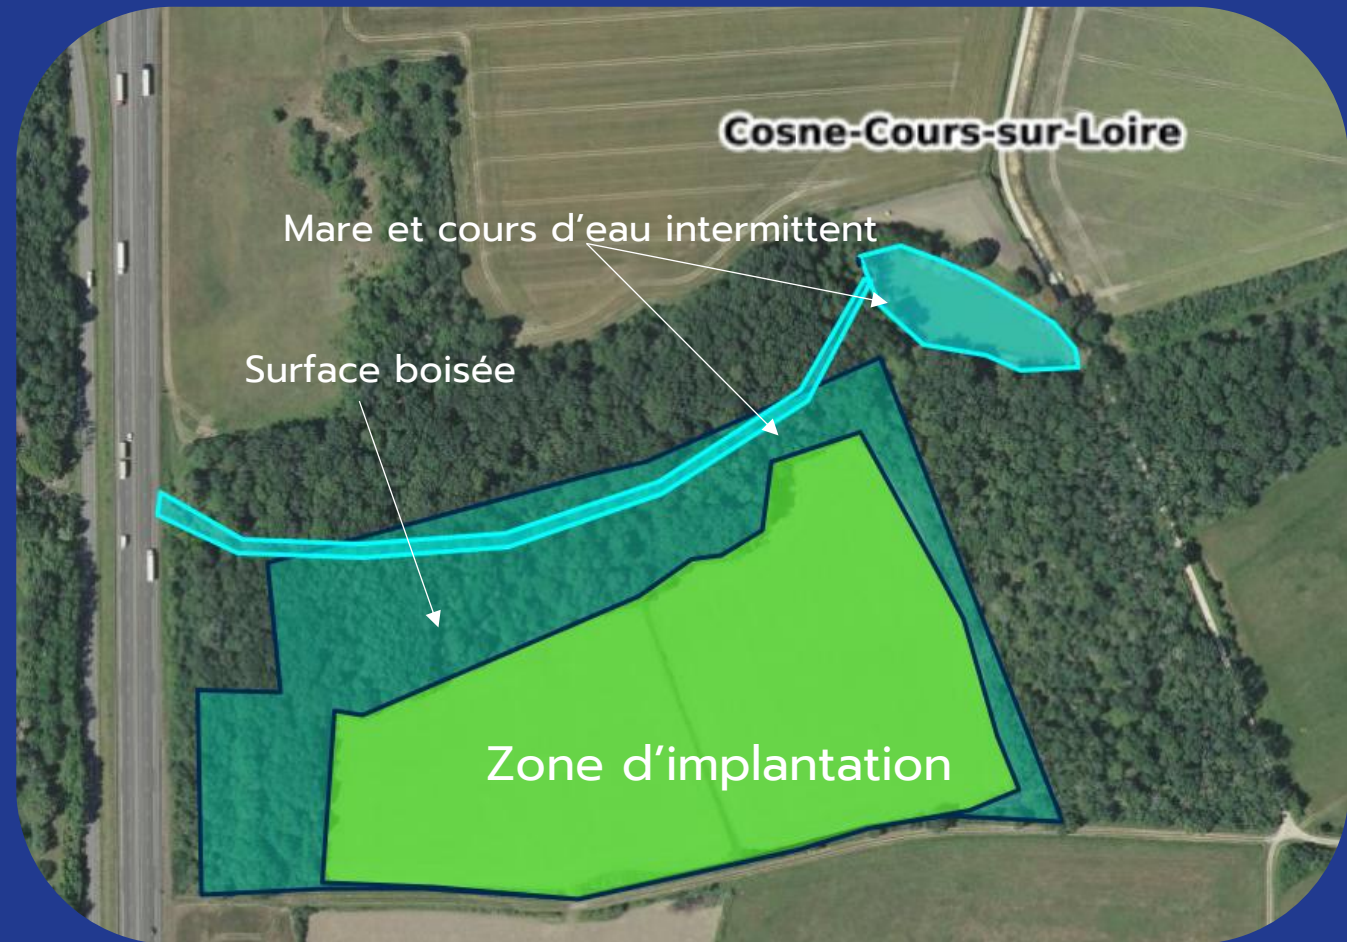 Cosne-Cours-sur-Loire
Mare et cours d’eau intermittent
Surface boisée
Zone d’implantation